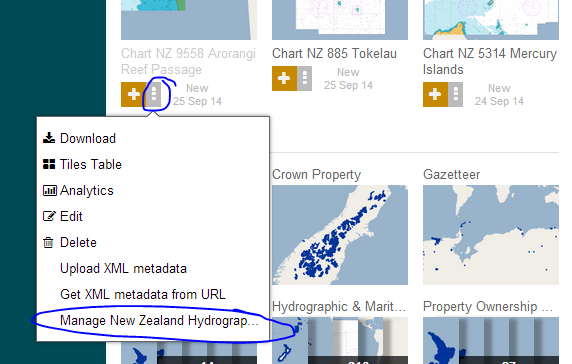 Chart NZ 9558 Arorangi
Reef Passage
New
25 Sep 14
Chart NZ 885 Tokelau
New
25 Sep 14
Chart NZ 5314 Mercury
Islands
New
24 Sep 14
Download
Tiles Table
Analytics
Edit
Delete
Upload XML metadata
Get XML metadata from URL
Manage New Zealand Hydrograp...
Crown Property
Gazetteer
Hydrographic & Marit...
Property Ownership ...